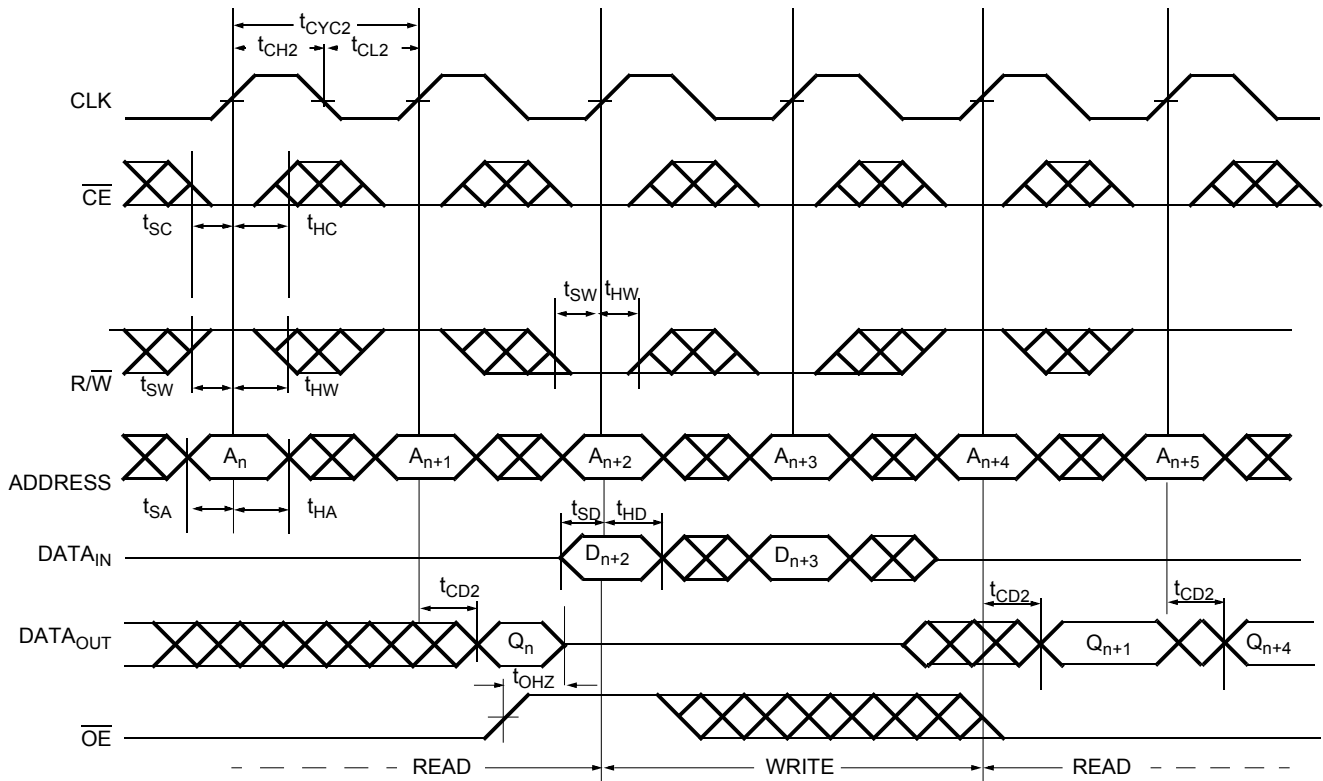 tCYC2
tCH2 tCL2
CLK
CE
tSC tHC
tSW tHW
R/W
tSW tHW
An An+1 An+2 An+3 An+4 An+5
ADDRESS
tSA tHA
tSD tHD
DATAIN
Dn+2 Dn+3
tCD2 tCD2 tCD2
DATAOUT
Qn Qn+1 Qn+4
tOHZ
OE
READ WRITE READ